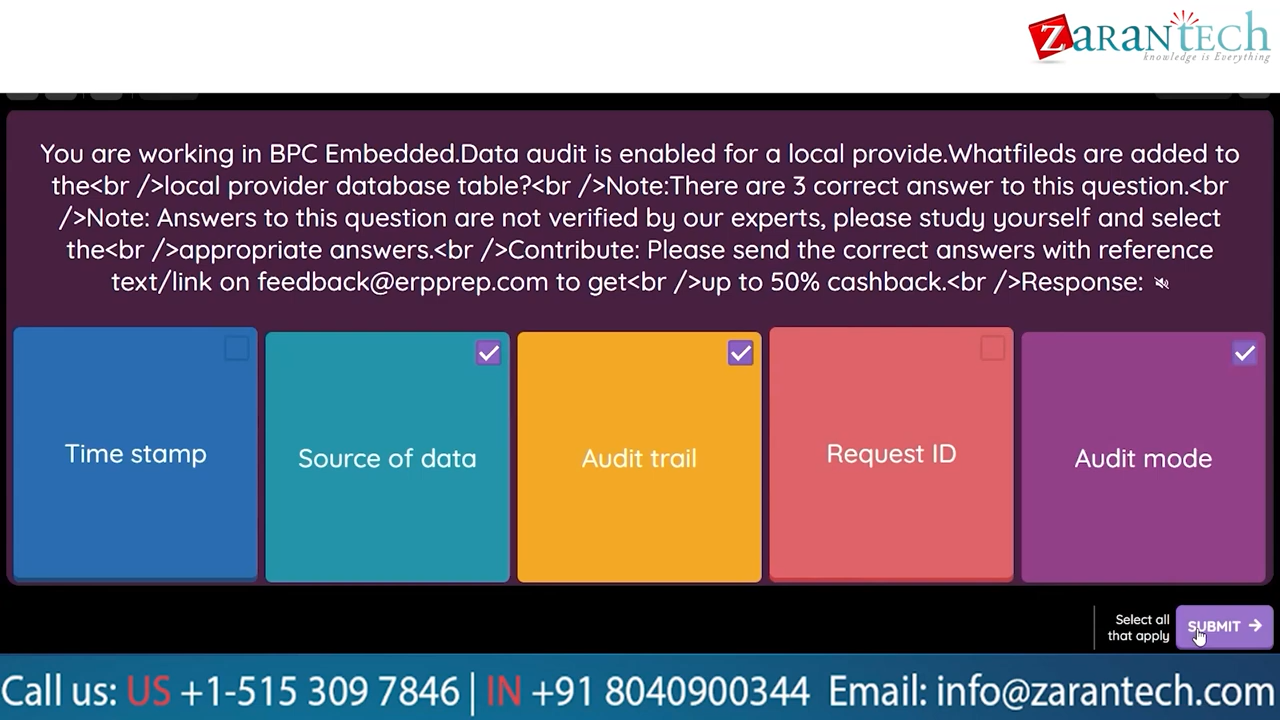 ZARANTECH
knowledge is Everything
You are working in BPC Embedded.Data audit is enabled for a local provide.Whatfileds are added to
the<br />local provider database table?<br />Note:There are 3 correct answer to this question.<br
/>Note: Answers to this question are not verified by our experts, please study yourself and select
the<br />appropriate answers.<br />Contribute: Please send the correct answers with reference
text/link on feedback@erpprep.com to get<br />up to 50% cashback.<br />Response:
Time stamp
Source of data
Audit trail
Request ID
Audit mode
Select all
that apply
SUBMIT
Call us: US +1-515 309 7846 | IN +91 8040900344 Email: info@zarantech.com